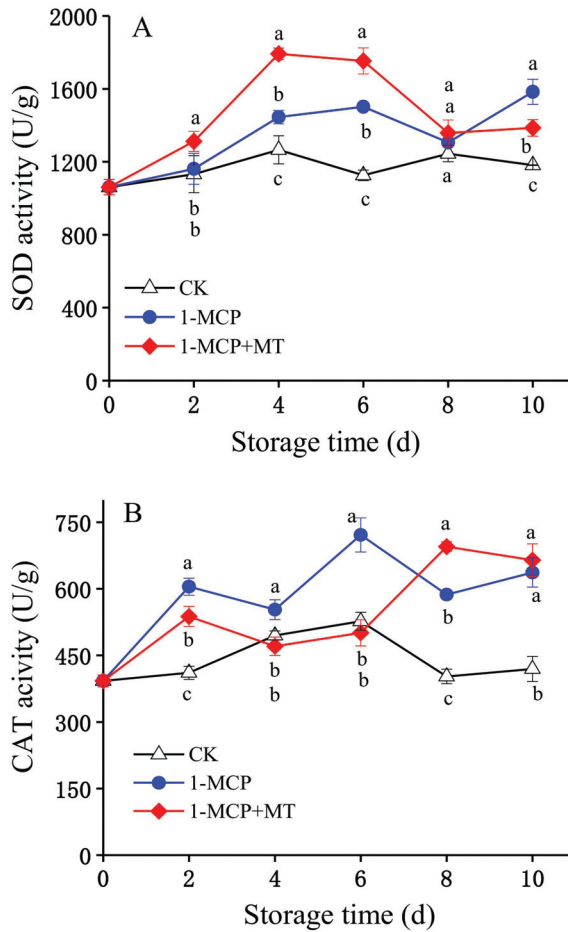 A
2000
1600
1200
800
400
0
SOD activity (U/g)
a
a
a
a
a
a
b
b
b
b
b
c
c
a
c
CK
1-MCP
1-MCP+MT
0 2 4 6 8 10
Storage time (d)
B
750
600
450
300
150
0
CAT acivity (U/g)
a
a
a
a
a
b
b
b
b
a
c
b
b
c
b
CK
1-MCP
1-MCP+MT
0 2 4 6 8 10
Storage time (d)